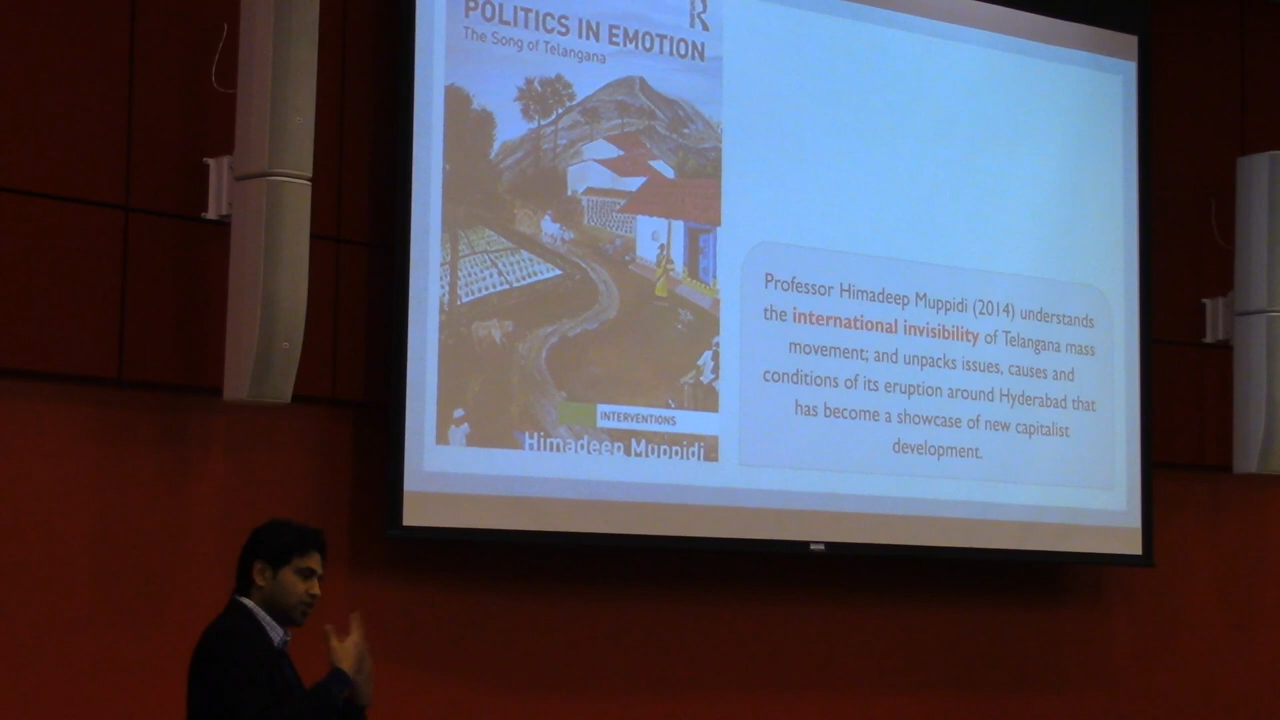 R
POLITICS IN EMOTION
The Song of Telangana
INTERVENTIONS
Himadeep Muppidi
Professor Himadeep Muppidi (2014) understands
the international invisibility of Telangana mass
movement; and unpacks issues, causes and
conditions of its eruption around Hyderabad that
has become a showcase of new capitalist
development.